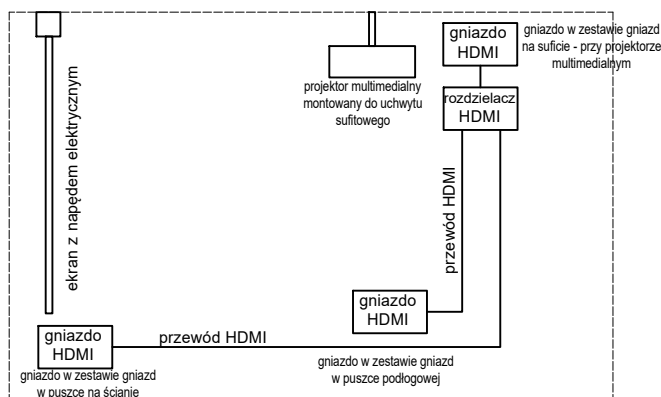 gniazdo
HDMI
gniazdo w zestawie gniazd
na suficie - przy projektorze
multimedialnym
projektor multimedialny
montowany do uchwytu
sufitowego
rozdzielacz
HDMI
ekran z napędem elektrycznym
przewód HDMI
gniazdo
HDMI
gniazdo
HDMI
przewód HDMI
gniazdo w zestawie gniazd
w puszce podłogowej
gniazdo w zestawie gniazd
w puszce na ścianie